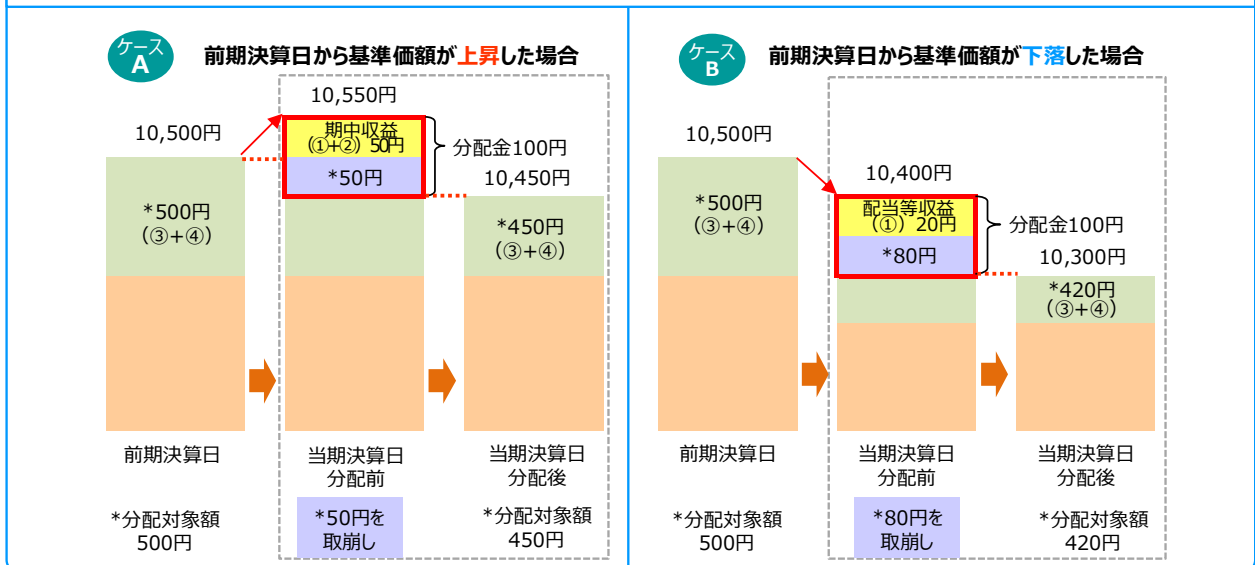 ケース
A
前期決算日から基準価額が上昇した場合
10,550円
10,500円
期中収益
(①+②) 50円
*50円
分配金100円
10,450円
*500円
(③+④)
*450円
(③+④)
前期決算日
当期決算日
分配前
当期決算日
分配後
*分配対象額
500円
*50円を
取崩し
*分配対象額
450円
ケース
B
前期決算日から基準価額が下落した場合
10,500円
10,400円
*500円
(③+④)
配当等収益
(①) 20円
*80円
分配金100円
10,300円
*420円
(③+④)
前期決算日
当期決算日
分配前
当期決算日
分配後
*分配対象額
500円
*80円を
取崩し
*分配対象額
420円